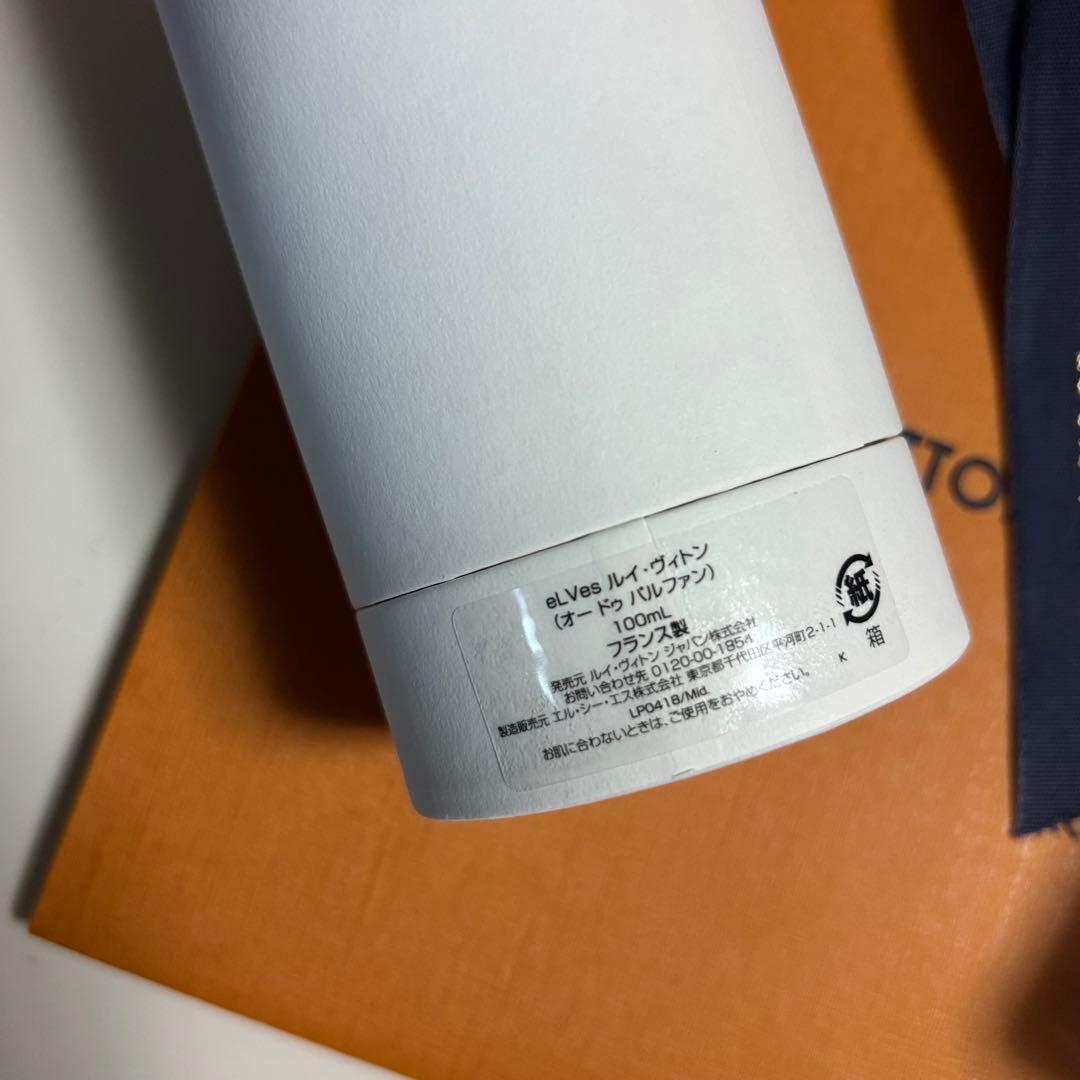 eLVes ルイ・ヴィトン
(オー ドゥ パルファン)
100mL
フランス製
発売元 ルイ・ヴィトン ジャパン株式会社
お問い合わせ先 0120-00-1854
製造販売元 エル・シー・エス株式会社 東京都千代田区平河町2-1-1
LP0418/Mid.
K
お肌に合わないときは、ご使用をおやめください。
紙
箱
TTO